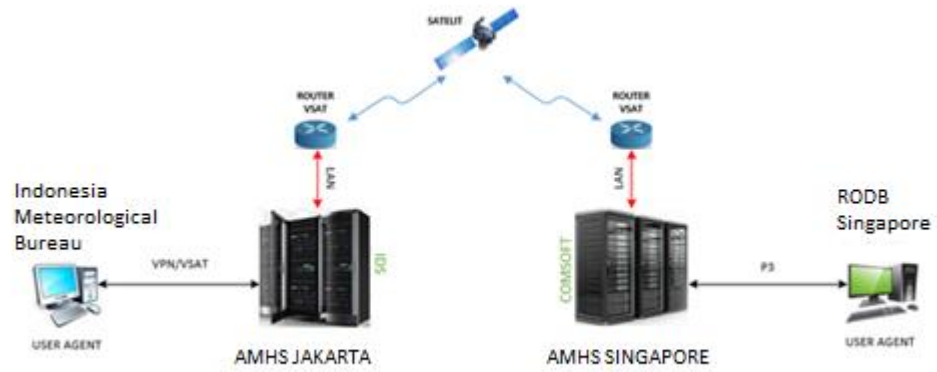 SATELIT
ROUTER
VSAT
ROUTER
VSAT
LAN
LAN
Indonesia
Meteorological
Bureau
RODB
Singapore
VPN/VSAT
IDS
COMSOFT
P3
USER AGENT
AMHS JAKARTA
AMHS SINGAPORE
USER AGENT